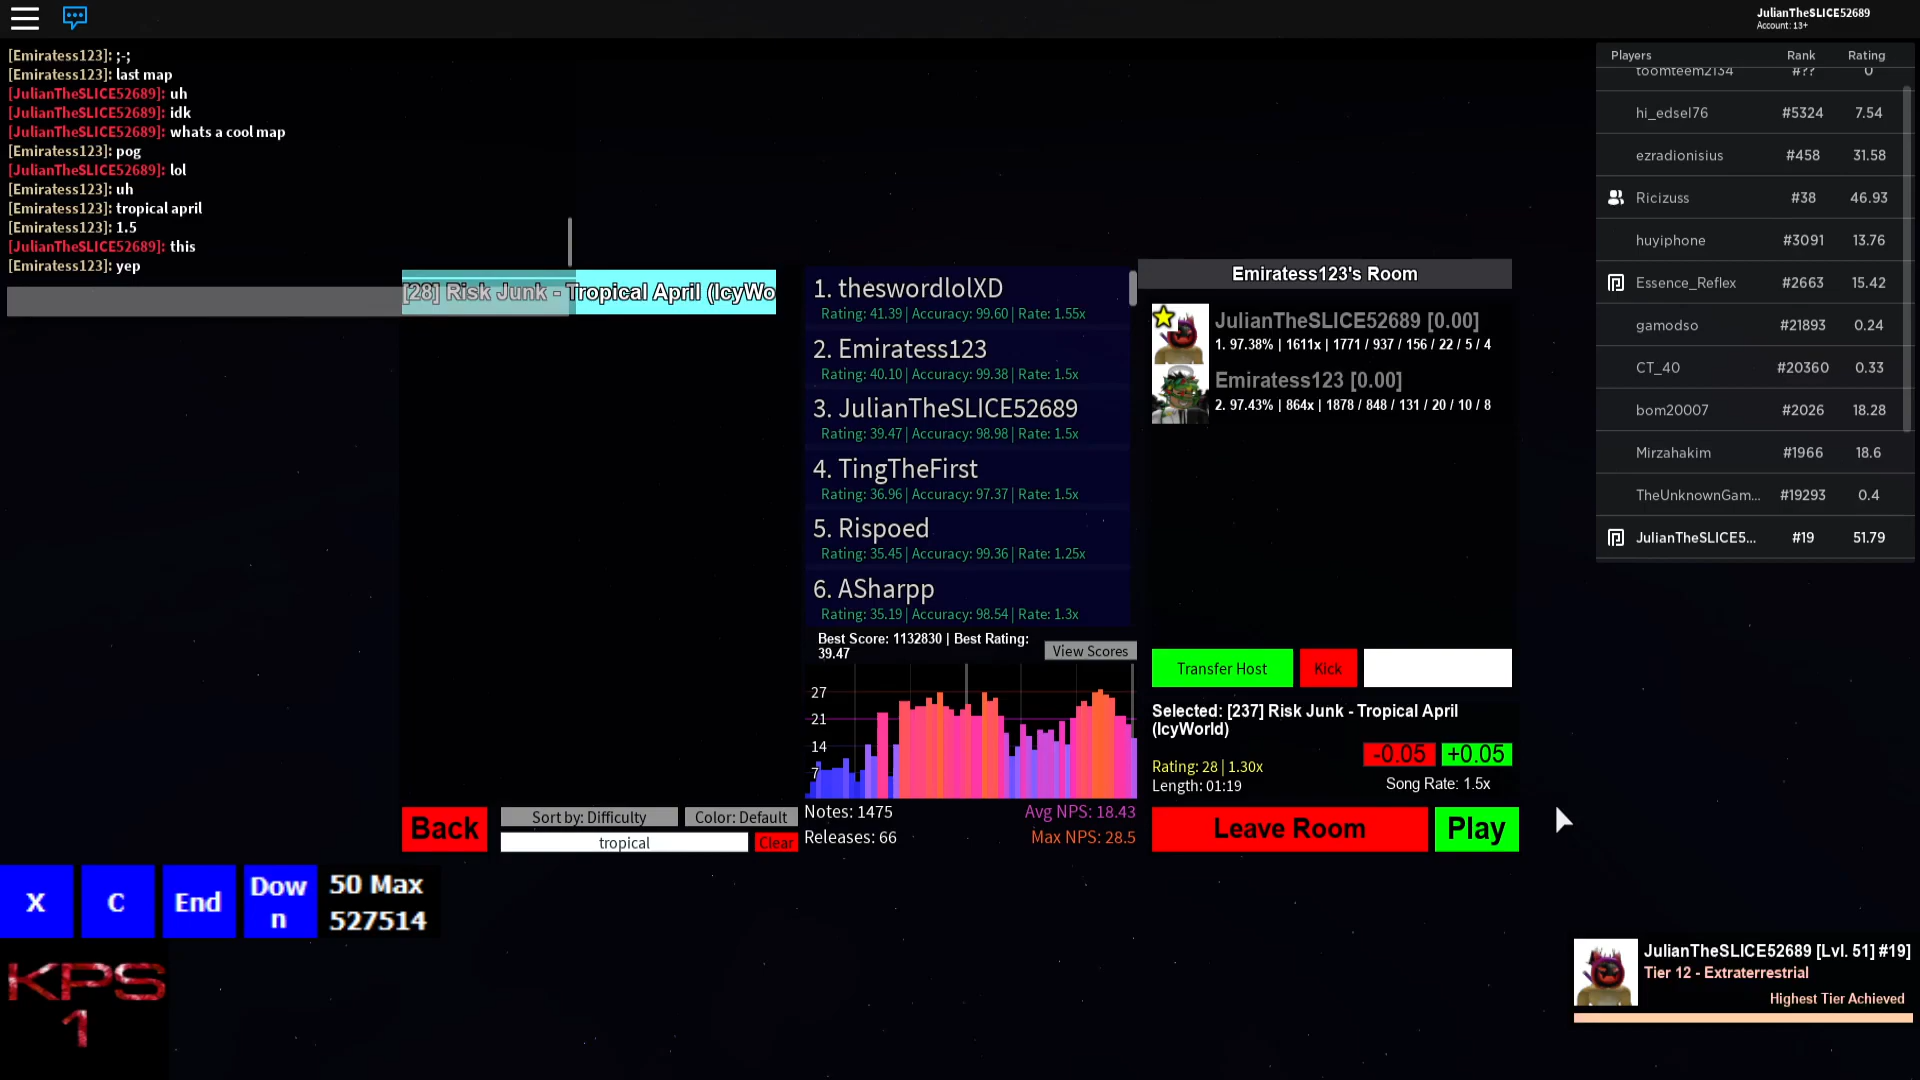 JulianTheSLICE52689
Account: 13+
[Emiratess123]: ;-;
[Emiratess123]: last map
[JulianTheSLICE52689]: uh
[JulianTheSLICE52689]: idk
[JulianTheSLICE52689]: whats a cool map
[Emiratess123]: pog
[JulianTheSLICE52689]: lol
[Emiratess123]: uh
[Emiratess123]: tropical april
[Emiratess123]: 1.5
[JulianTheSLICE52689]: this
[Emiratess123]: yep
[28] Risk Junk - Tropical April (IcyWo
1. theswordlolXD
Rating: 41.39 | Accuracy: 99.60 | Rate: 1.55x
2. Emiratess123
Rating: 40.10 | Accuracy: 99.38 | Rate: 1.5x
3. JulianTheSLICE52689
Rating: 39.47 | Accuracy: 98.98 | Rate: 1.5x
4. TingTheFirst
Rating: 36.96 | Accuracy: 97.37 | Rate: 1.5x
5. Rispoed
Rating: 35.45 | Accuracy: 99.36 | Rate: 1.25x
6. ASharpp
Rating: 35.19 | Accuracy: 98.54 | Rate: 1.3x
Best Score: 1132830 | Best Rating:
39.47
View Scores
27
21
14
7
Notes: 1475
Avg NPS: 18.43
Releases: 66
Max NPS: 28.5
Emiratess123's Room
JulianTheSLICE52689 [0.00]
1. 97.38% | 1611x | 1771 / 937 / 156 / 22 / 5 / 4
Emiratess123 [0.00]
2. 97.43% | 864x | 1878 / 848 / 131 / 20 / 10 / 8
Transfer Host
Kick
Selected: [237] Risk Junk - Tropical April
(IcyWorld)
-0.05
+0.05
Rating: 28 | 1.30x
Length: 01:19
Song Rate: 1.5x
Leave Room
Play
Back
Sort by: Difficulty
Color: Default
tropical
Clear
Players Rank Rating
toomteem2134 #?? 0
hi_edsel76 #5324 7.54
ezradionisius #458 31.58
Ricizuss #38 46.93
huyiphone #3091 13.76
Essence_Reflex #2663 15.42
gamodso #21893 0.24
CT_40 #20360 0.33
bom20007 #2026 18.28
Mirzahakim #1966 18.6
TheUnknownGam... #19293 0.4
JulianTheSLICE5... #19 51.79
X
C
End
Dow
n
50 Max
527514
KPS
1
JulianTheSLICE52689 [Lvl. 51] #19]
Tier 12 - Extraterrestrial
Highest Tier Achieved